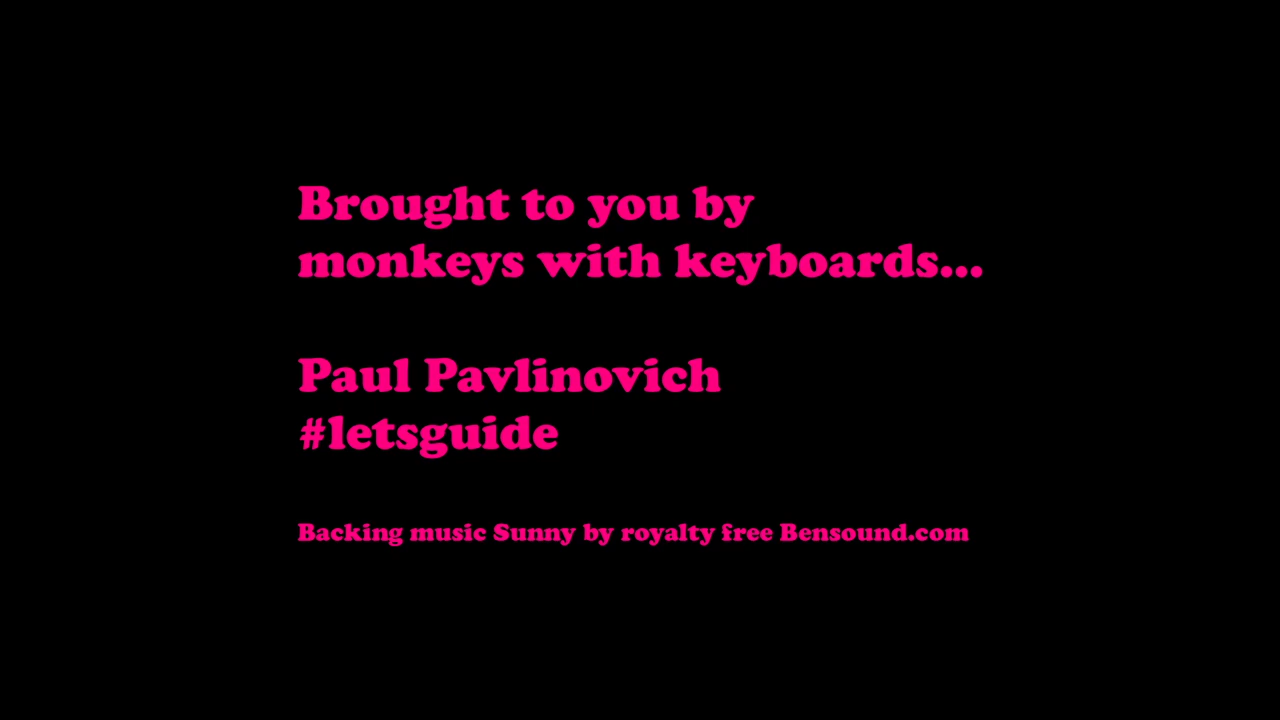 Brought to you by
monkeys with keyboards...
Paul Pavlinovich
#letsguide
Backing music Sunny by royalty free Bensound.com